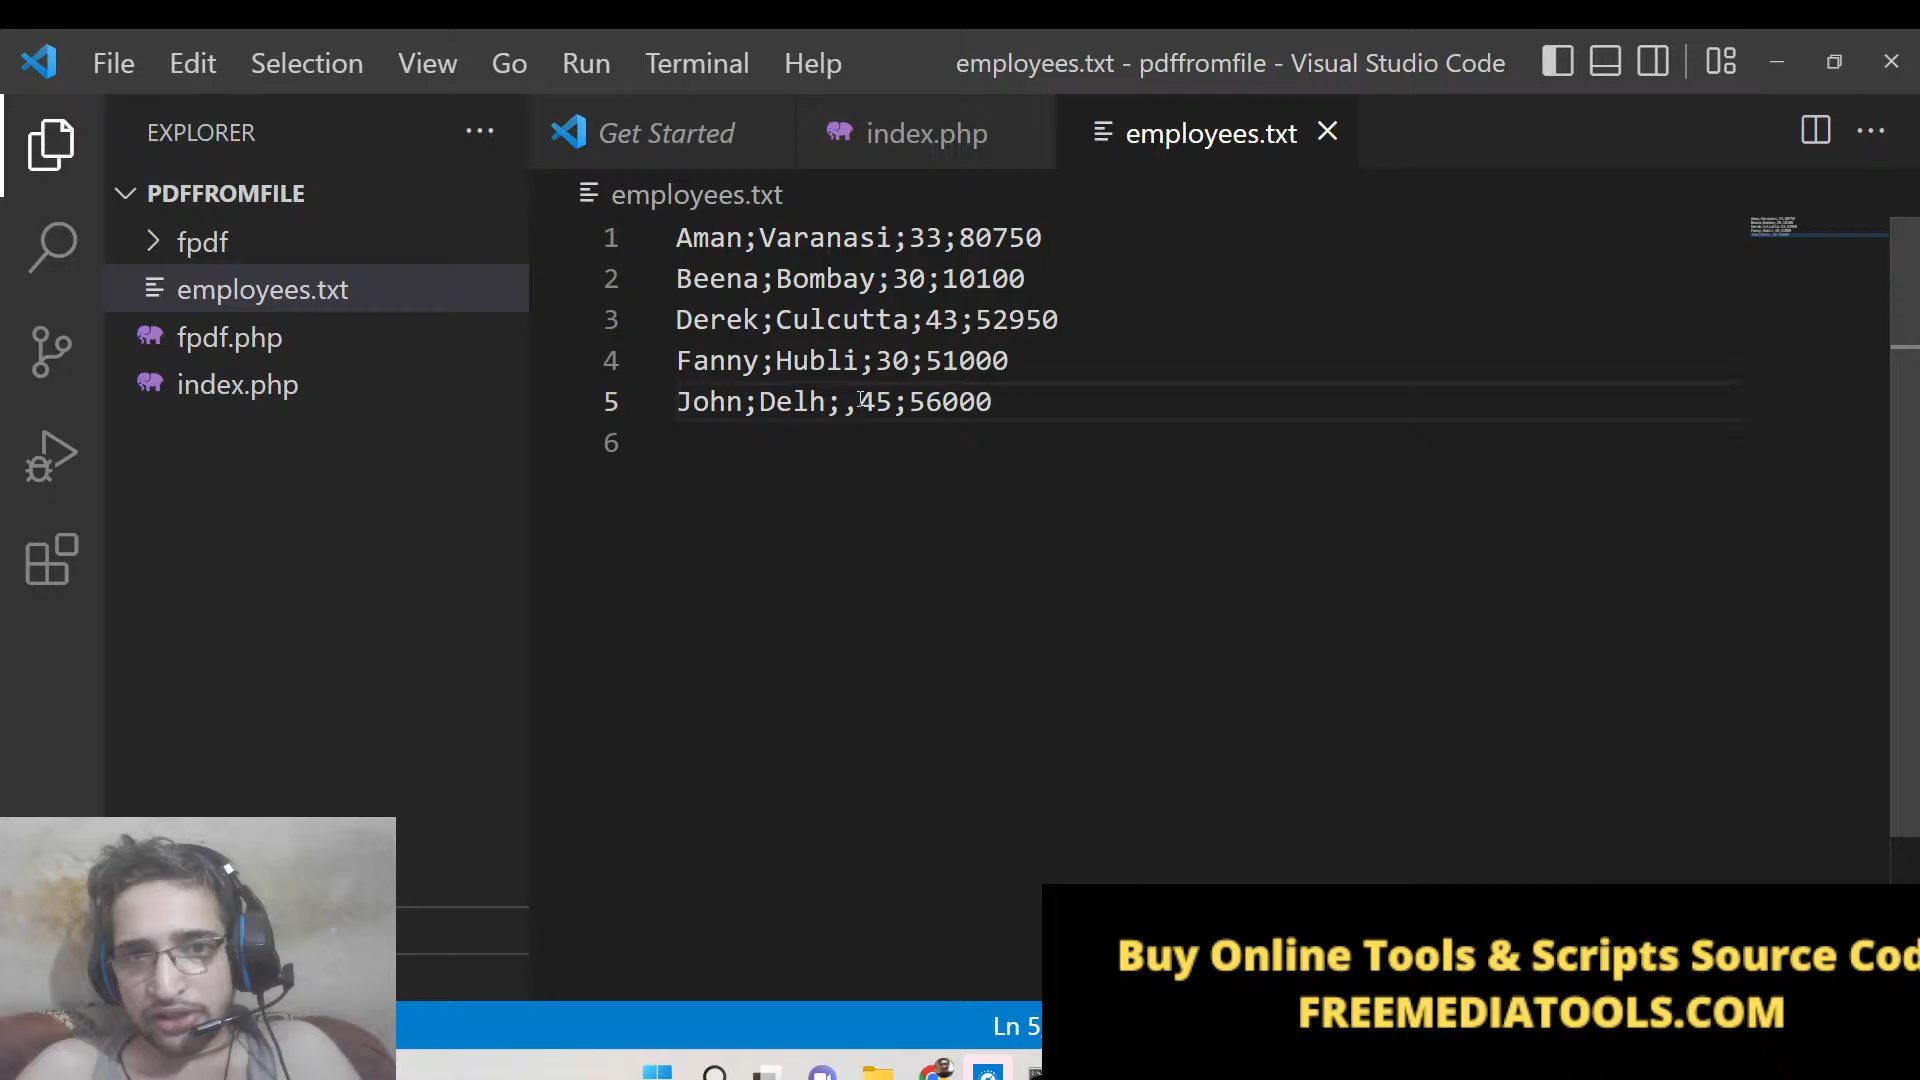 File Edit Selection View Go Run Terminal Help employees.txt - pdffromfile - Visual Studio Code
EXPLORER
Get Started
index.php
employees.txt
PDFFROMFILE
fpdf
employees.txt
fpdf.php
index.php
employees.txt
1 Aman;Varanasi;33;80750
2 Beena;Bombay;30;10100
3 Derek;Culcutta;43;52950
4 Fanny;Hubli;30;51000
5 John;Delh;,45;56000
6
Ln 5,
Buy Online Tools & Scripts Source Cod
FREEMEDIATOOLS.COM